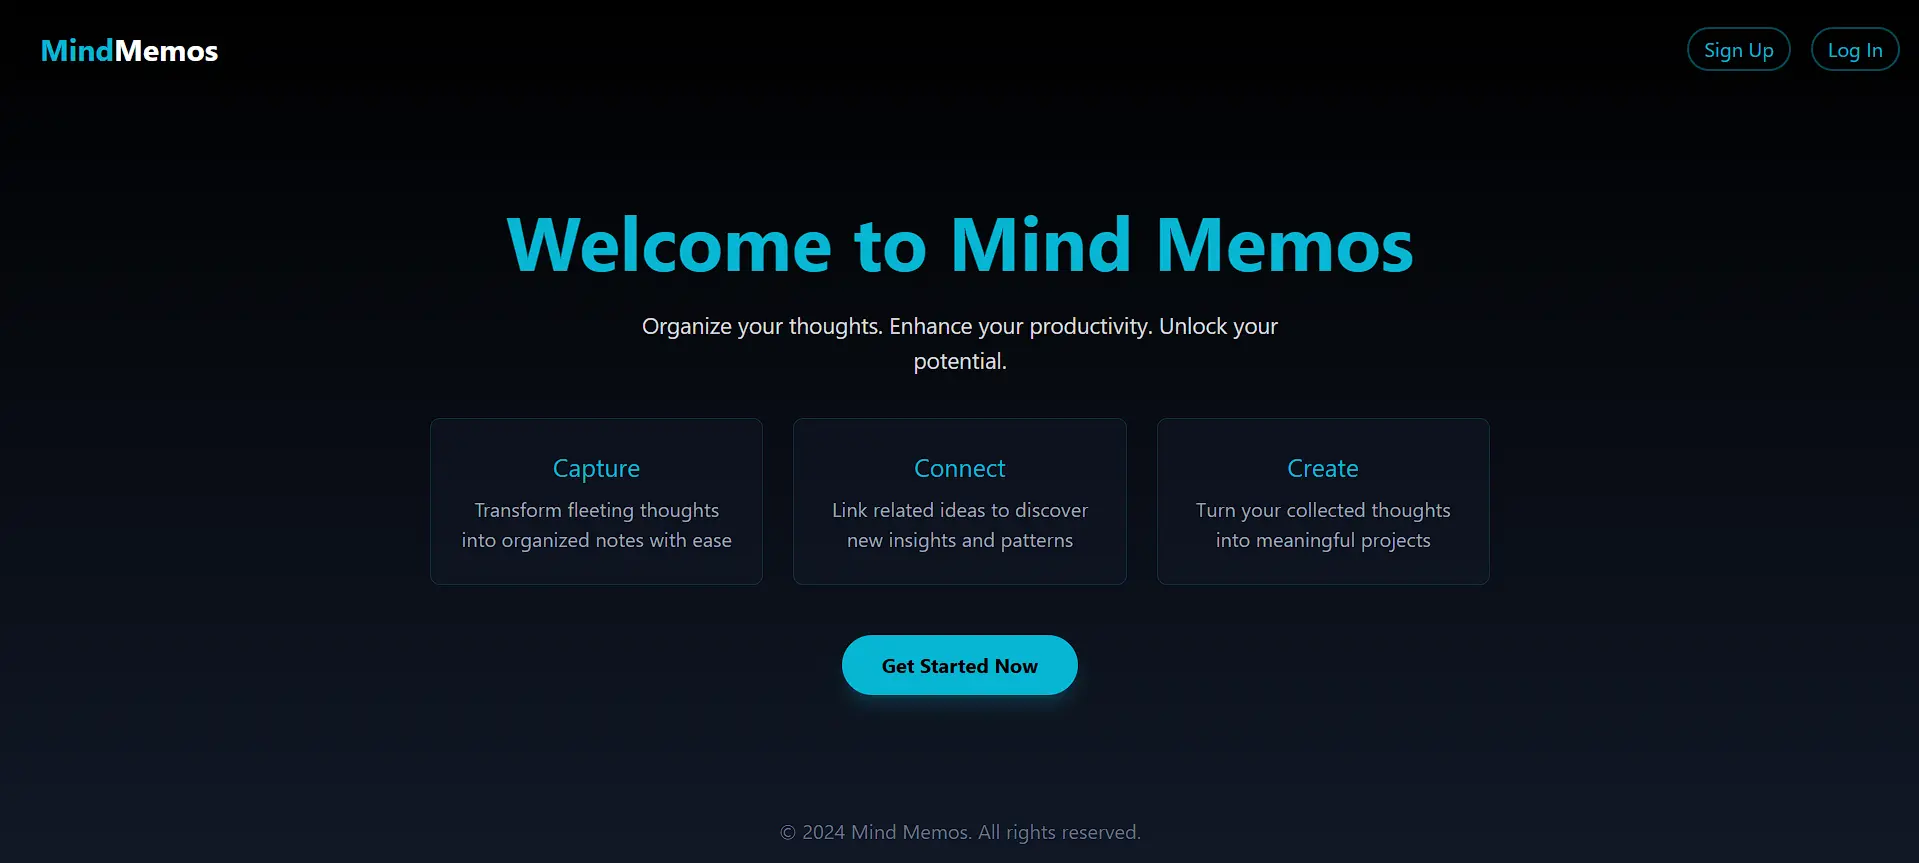 MindMemos
Sign Up
Log In
Welcome to Mind Memos
Organize your thoughts. Enhance your productivity. Unlock your
potential.
Capture
Transform fleeting thoughts
into organized notes with ease
Connect
Link related ideas to discover
new insights and patterns
Create
Turn your collected thoughts
into meaningful projects
Get Started Now
© 2024 Mind Memos. All rights reserved.